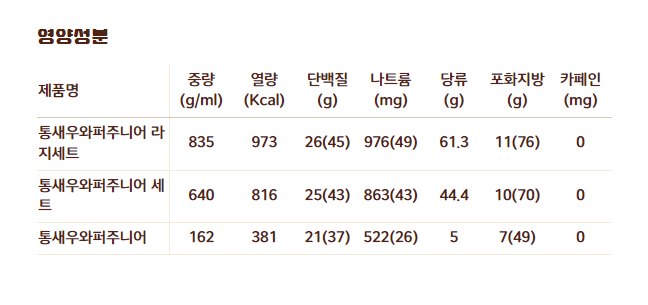 영양성분
제품명 중량 (g/ml) 열량 (Kcal) 단백질 (g) 나트륨 (mg) 당류 (g) 포화지방 (g) 카페인 (mg)
통새우와퍼주니어 라지세트 835 973 26(45) 976(49) 61.3 11(76) 0
통새우와퍼주니어 세트 640 816 25(43) 863(43) 44.4 10(70) 0
통새우와퍼주니어 162 381 21(37) 522(26) 5 7(49) 0